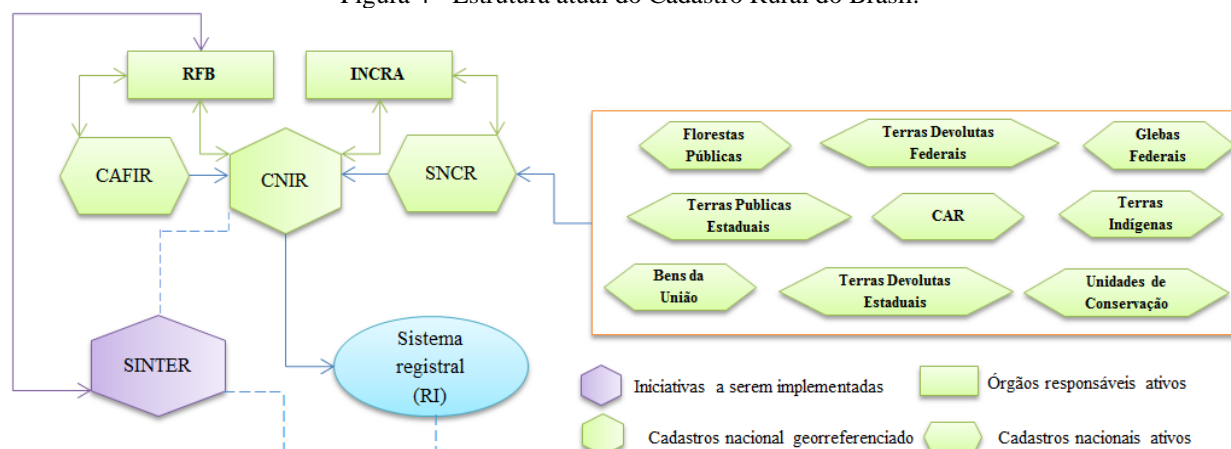 Figura 4 - Estrutura atual do Cadastro Rural do Brasil.
RFB
INCRA
CAFIR
CNIR
SNCR
Florestas
Públicas
Terras Devolutas
Federais
Glebas
Federais
Terras Publicas
Estaduais
CAR
Terras
Indígenas
Bens da
União
Terras Devolutas
Estaduais
Unidades de
Conservação
SINTER
Sistema
registral
(RI)
Iniciativas a serem implementadas
Órgãos responsáveis ativos
Cadastros nacional georreferenciado
Cadastros nacionais ativos